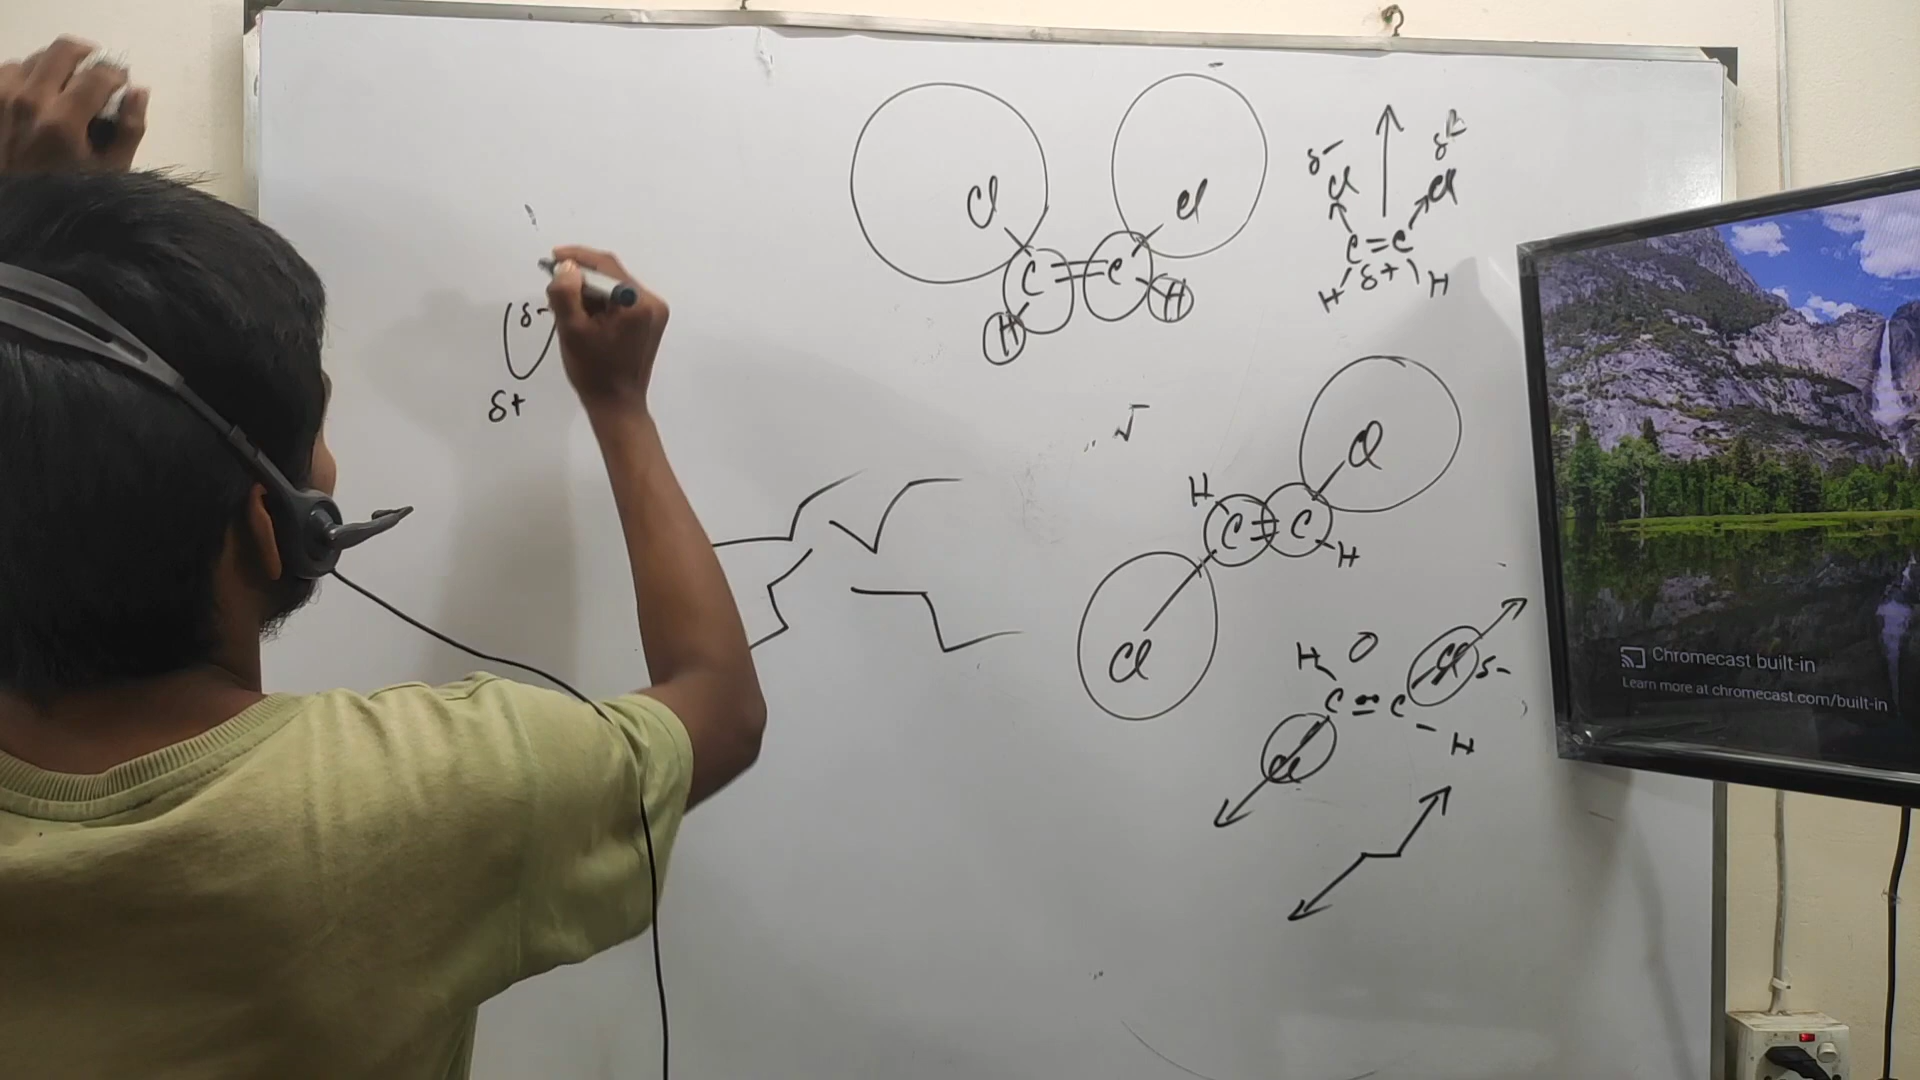 Cl Cl
C = C
H H
δ- δ-
Cl Cl
C = C
H δ+ H
δ-
δ+
√
Cl
H
C = C
H
Cl
H O Cl δ-
C = C
Cl H
Chromecast built-in
Learn more at chromecast.com/built-in